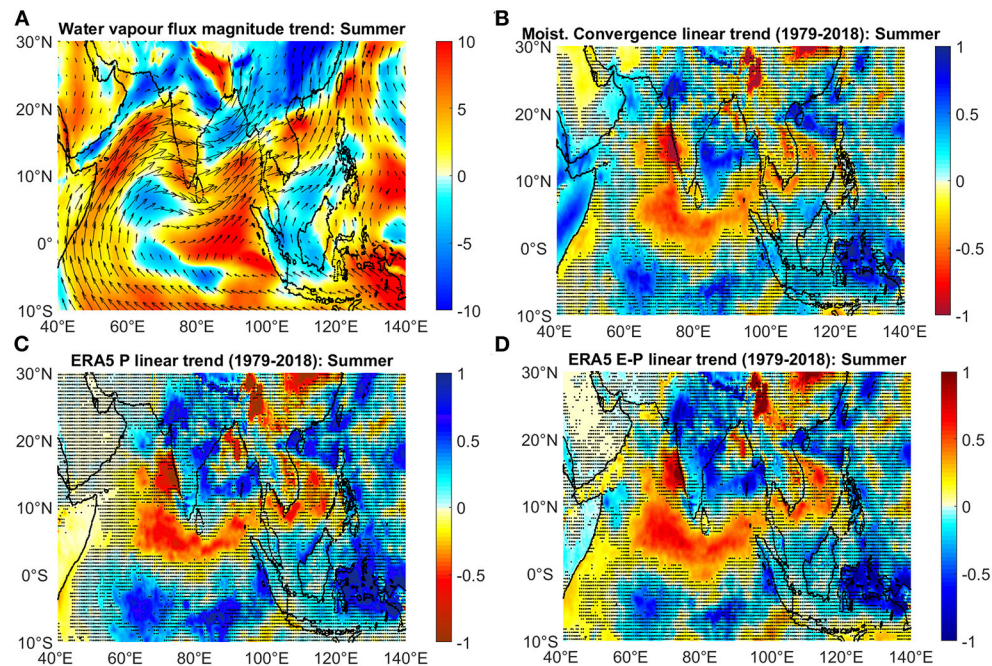 A
Water vapour flux magnitude trend: Summer
30°N
20°N
10°N
0°
10°S
40°E 60°E 80°E 100°E 120°E 140°E
10
5
0
-5
-10
B
Moist. Convergence linear trend (1979-2018): Summer
30°N
20°N
10°N
0°S
10°S
40°E 60°E 80°E 100°E 120°E 140°E
1
0.5
0
-0.5
-1
C
ERA5 P linear trend (1979-2018): Summer
30°N
20°N
10°N
0°S
10°S
40°E 60°E 80°E 100°E 120°E 140°E
1
0.5
0
-0.5
-1
D
ERA5 E-P linear trend (1979-2018): Summer
30°N
20°N
10°N
0°S
10°S
40°E 60°E 80°E 100°E 120°E 140°E
1
0.5
0
-0.5
-1